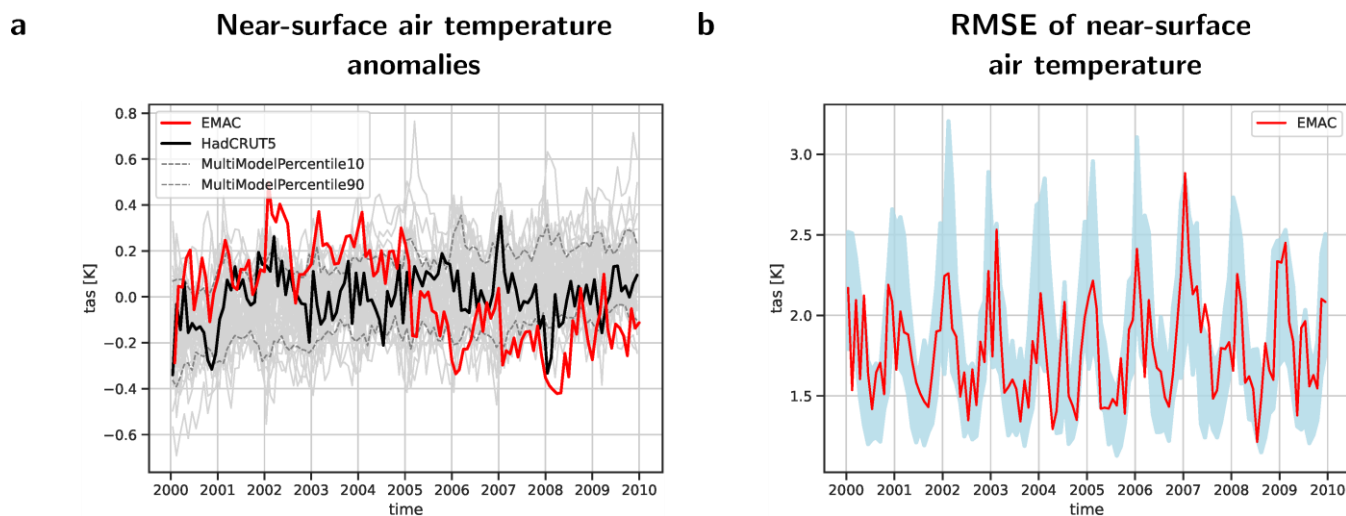 a
Near-surface air temperature
anomalies
0.8
0.6
0.4
0.2
0.0
−0.2
−0.4
−0.6
tas [K]
EMAC
HadCRUT5
MultiModelPercentile10
MultiModelPercentile90
2000 2001 2002 2003 2004 2005 2006 2007 2008 2009 2010
time
b
RMSE of near-surface
air temperature
3.0
2.5
2.0
1.5
tas [K]
EMAC
2000 2001 2002 2003 2004 2005 2006 2007 2008 2009 2010
time